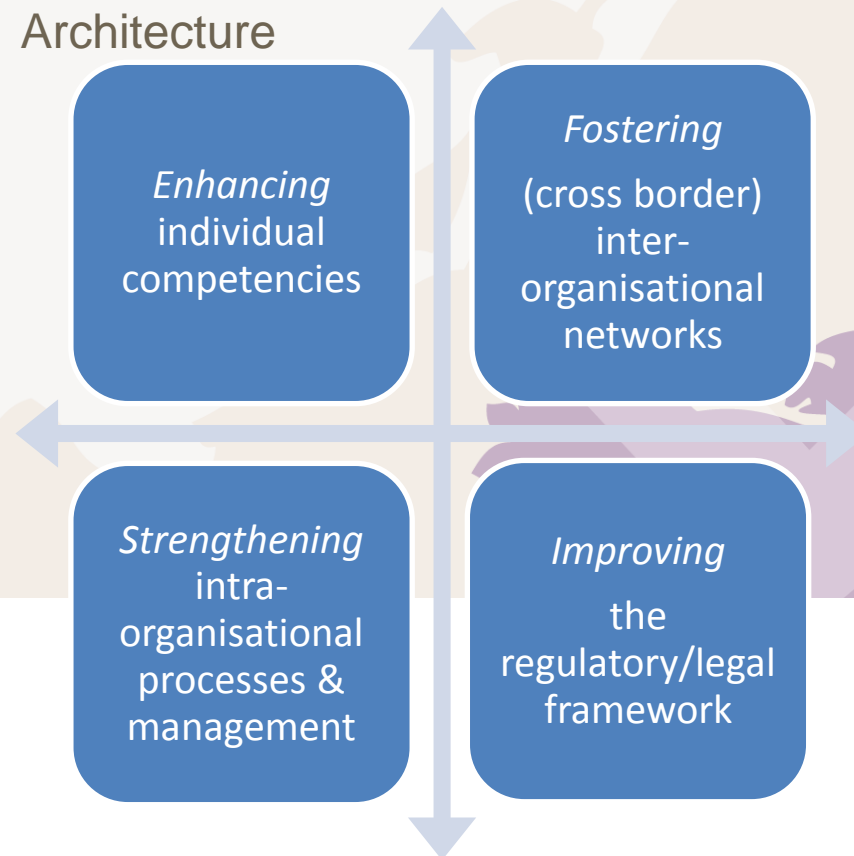 Architecture
Enhancing
individual
competencies
Fostering
(cross border)
inter-
organisational
networks
Strengthening
intra-
organisational
processes &
management
Improving
the
regulatory/legal
framework